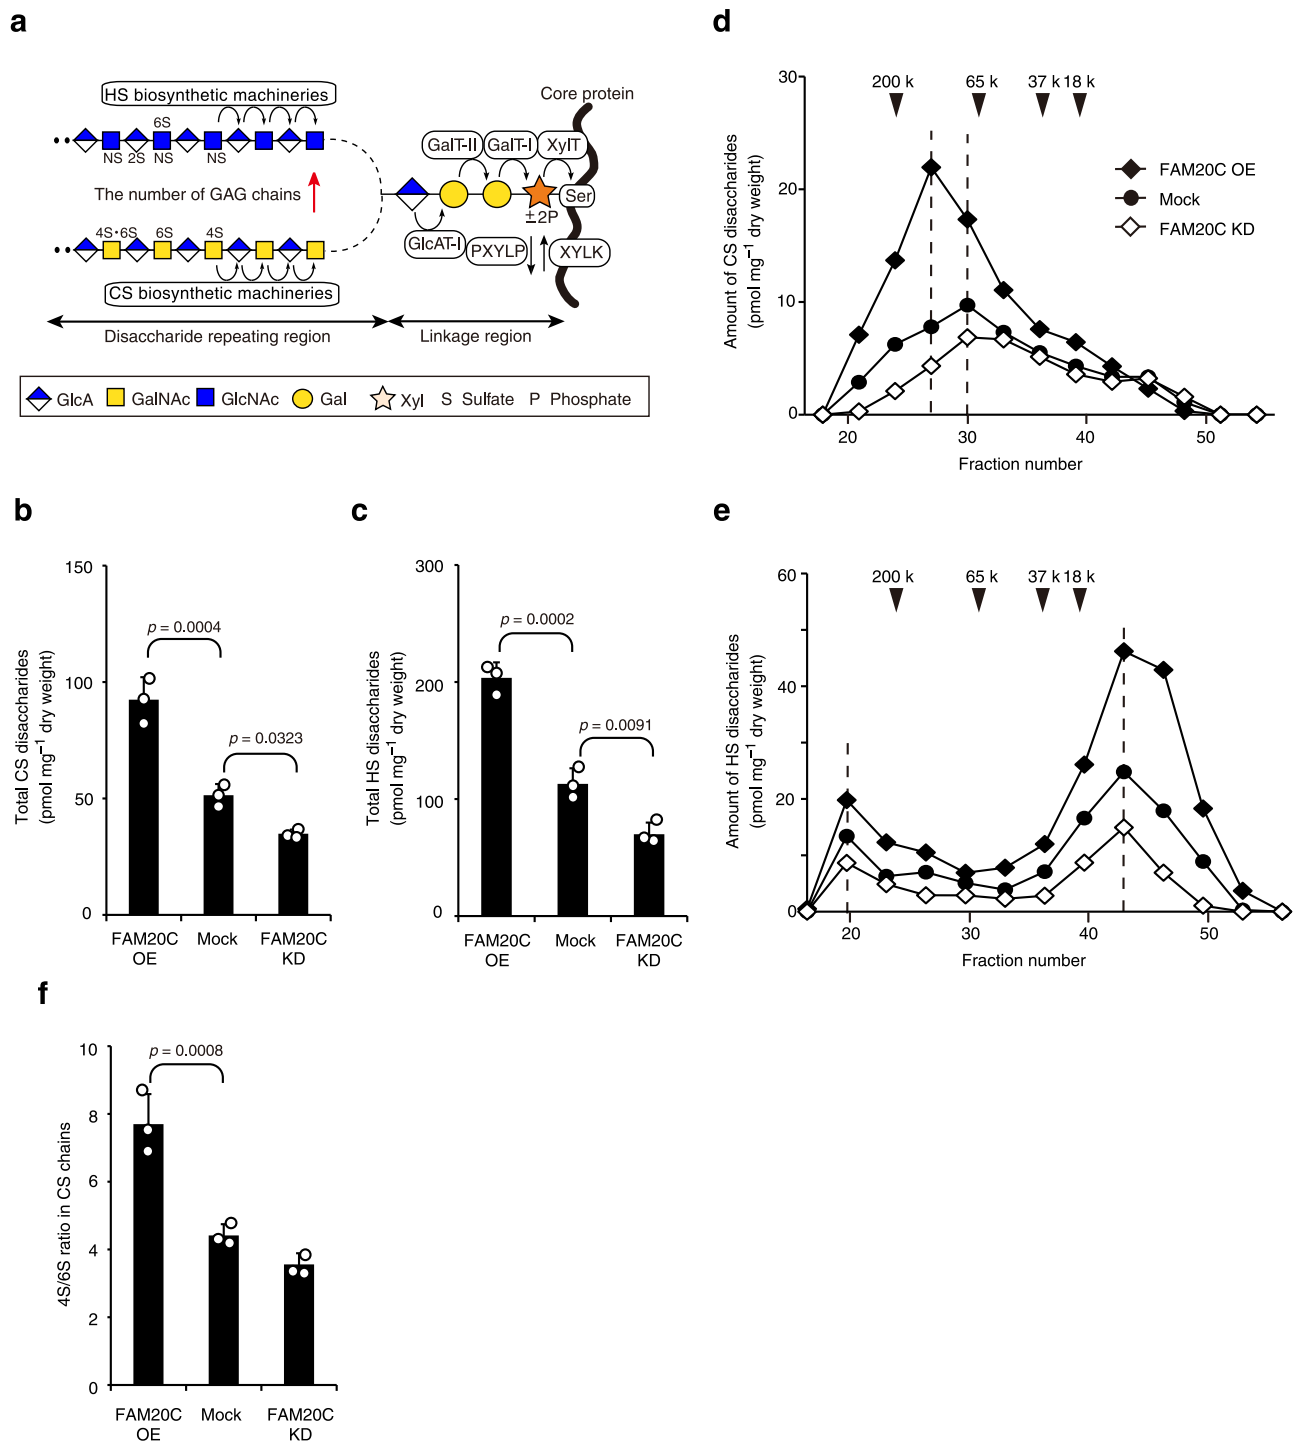 a
HS biosynthetic machineries
6S
NS 2S NS NS
The number of GAG chains
4S•6S 6S 4S
CS biosynthetic machineries
Core protein
GalT-II GalT-I XylT
Ser
±2P
GlcAT-I PXYLP XYLK
Disaccharide repeating region
Linkage region
GlcA GalNAc GlcNAc Gal Xyl S Sulfate P Phosphate
d
Amount of CS disaccharides
(pmol mg⁻¹ dry weight)
30
20
10
0
200 k 65 k 37 k 18 k
FAM20C OE
Mock
FAM20C KD
20 30 40 50
Fraction number
b
Total CS disaccharides
(pmol mg⁻¹ dry weight)
150
100
50
0
p = 0.0004
p = 0.0323
FAM20C Mock FAM20C
OE KD
c
Total HS disaccharides
(pmol mg⁻¹ dry weight)
300
200
100
0
p = 0.0002
p = 0.0091
FAM20C Mock FAM20C
OE KD
e
Amount of HS disaccharides
(pmol mg⁻¹ dry weight)
60
40
20
0
200 k 65 k 37 k 18 k
20 30 40 50
Fraction number
f
4S/6S ratio in CS chains
10
8
6
4
2
0
p = 0.0008
FAM20C Mock FAM20C
OE KD